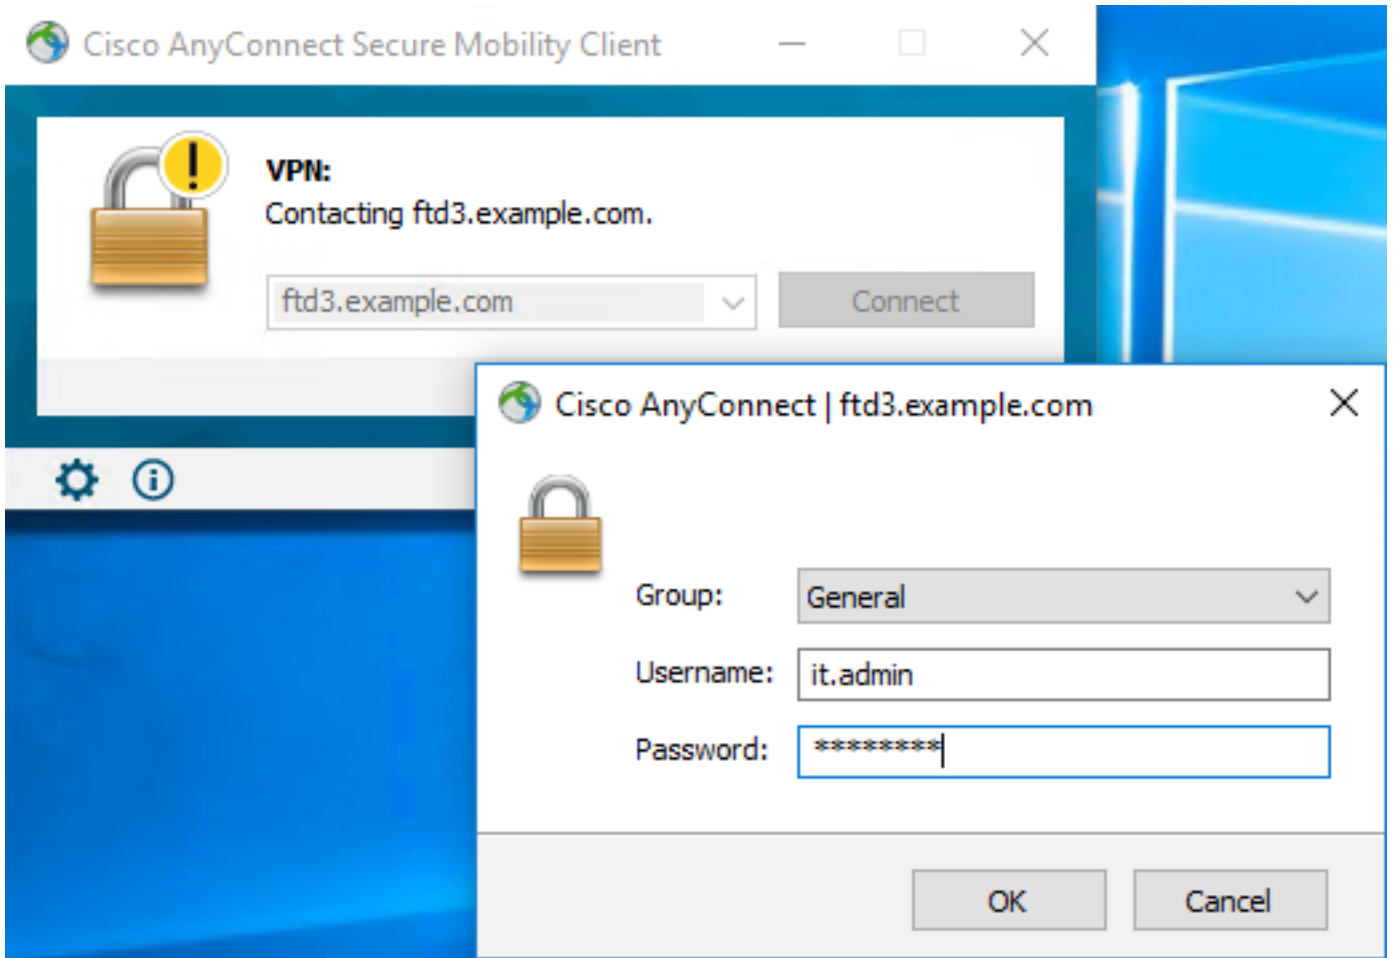 Cisco AnyConnect Secure Mobility Client
VPN:
Contacting ftd3.example.com.
ftd3.example.com
Connect
Cisco AnyConnect | ftd3.example.com
Group:
General
Username:
it.admin
Password:
********
OK
Cancel